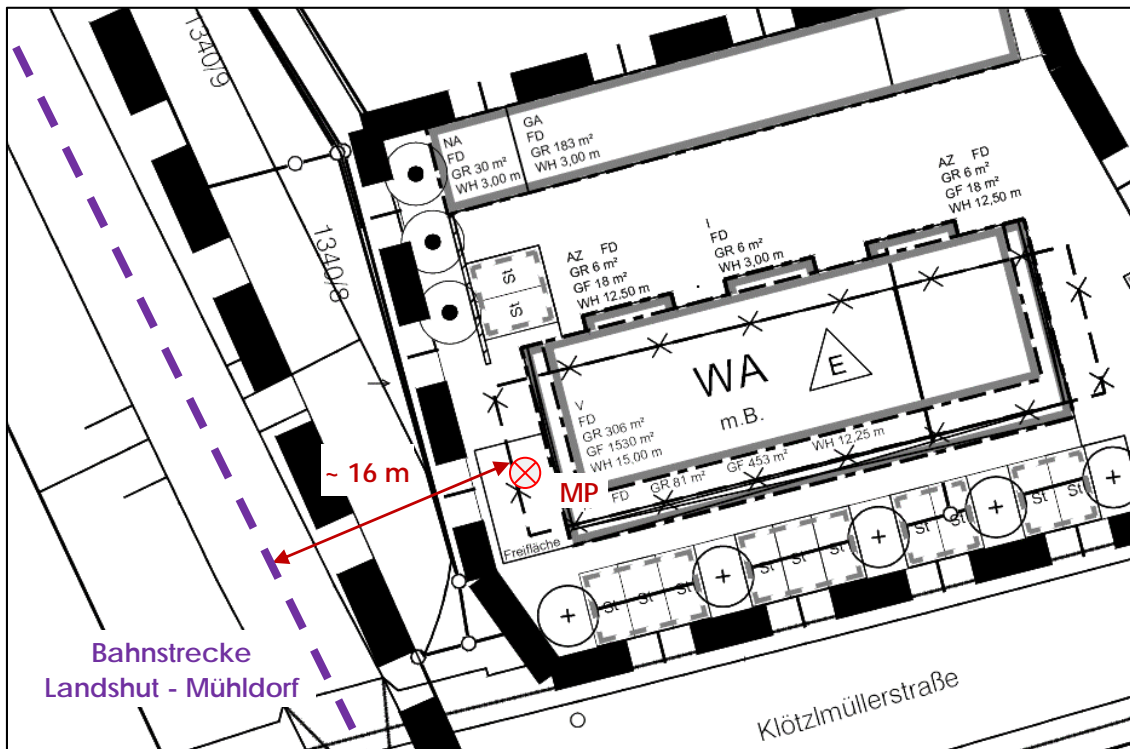 1340/9
NA
FD
GR 30 m²
WH 3,00 m
GA
FD
GR 183 m²
WH 3,00 m
AZ FD
GR 6 m²
GF 18 m²
WH 12,50 m
I
FD
GR 6 m²
WH 3,00 m
AZ FD
GR 6 m²
GF 18 m²
WH 12,50 m
1340/8
St
St
WA
E
m.B.
V
FD
GR 306 m²
GF 1530 m²
WH 15,00 m
FD GR 81 m² GF 453 m² WH 12,25 m
~ 16 m
MP
Freifläche
St St St St St St St St St St
Bahnstrecke
Landshut - Mühldorf
Klötzlmüllerstraße